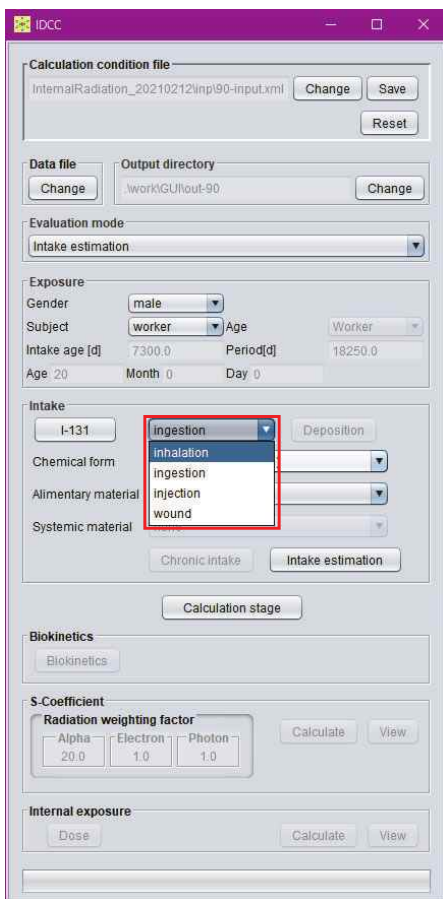 IDCC
Calculation condition file
InternalRadiation_20210212\inp\90-input.xml Change Save
Reset
Data file Output directory
Change .\work\GUI\out-90 Change
Evaluation mode
Intake estimation
Exposure
Gender male
Subject worker Age Worker
Intake age [d] 7300.0 Period[d] 18250.0
Age 20 Month 0 Day 0
Intake
I-131 ingestion Deposition
inhalation
Chemical form ingestion
Alimentary material injection
wound
Systemic material none
Chronic intake Intake estimation
Calculation stage
Biokinetics
Biokinetics
S-Coefficient
Radiation weighting factor
Alpha Electron Photon Calculate View
20.0 1.0 1.0
Internal exposure
Dose Calculate View